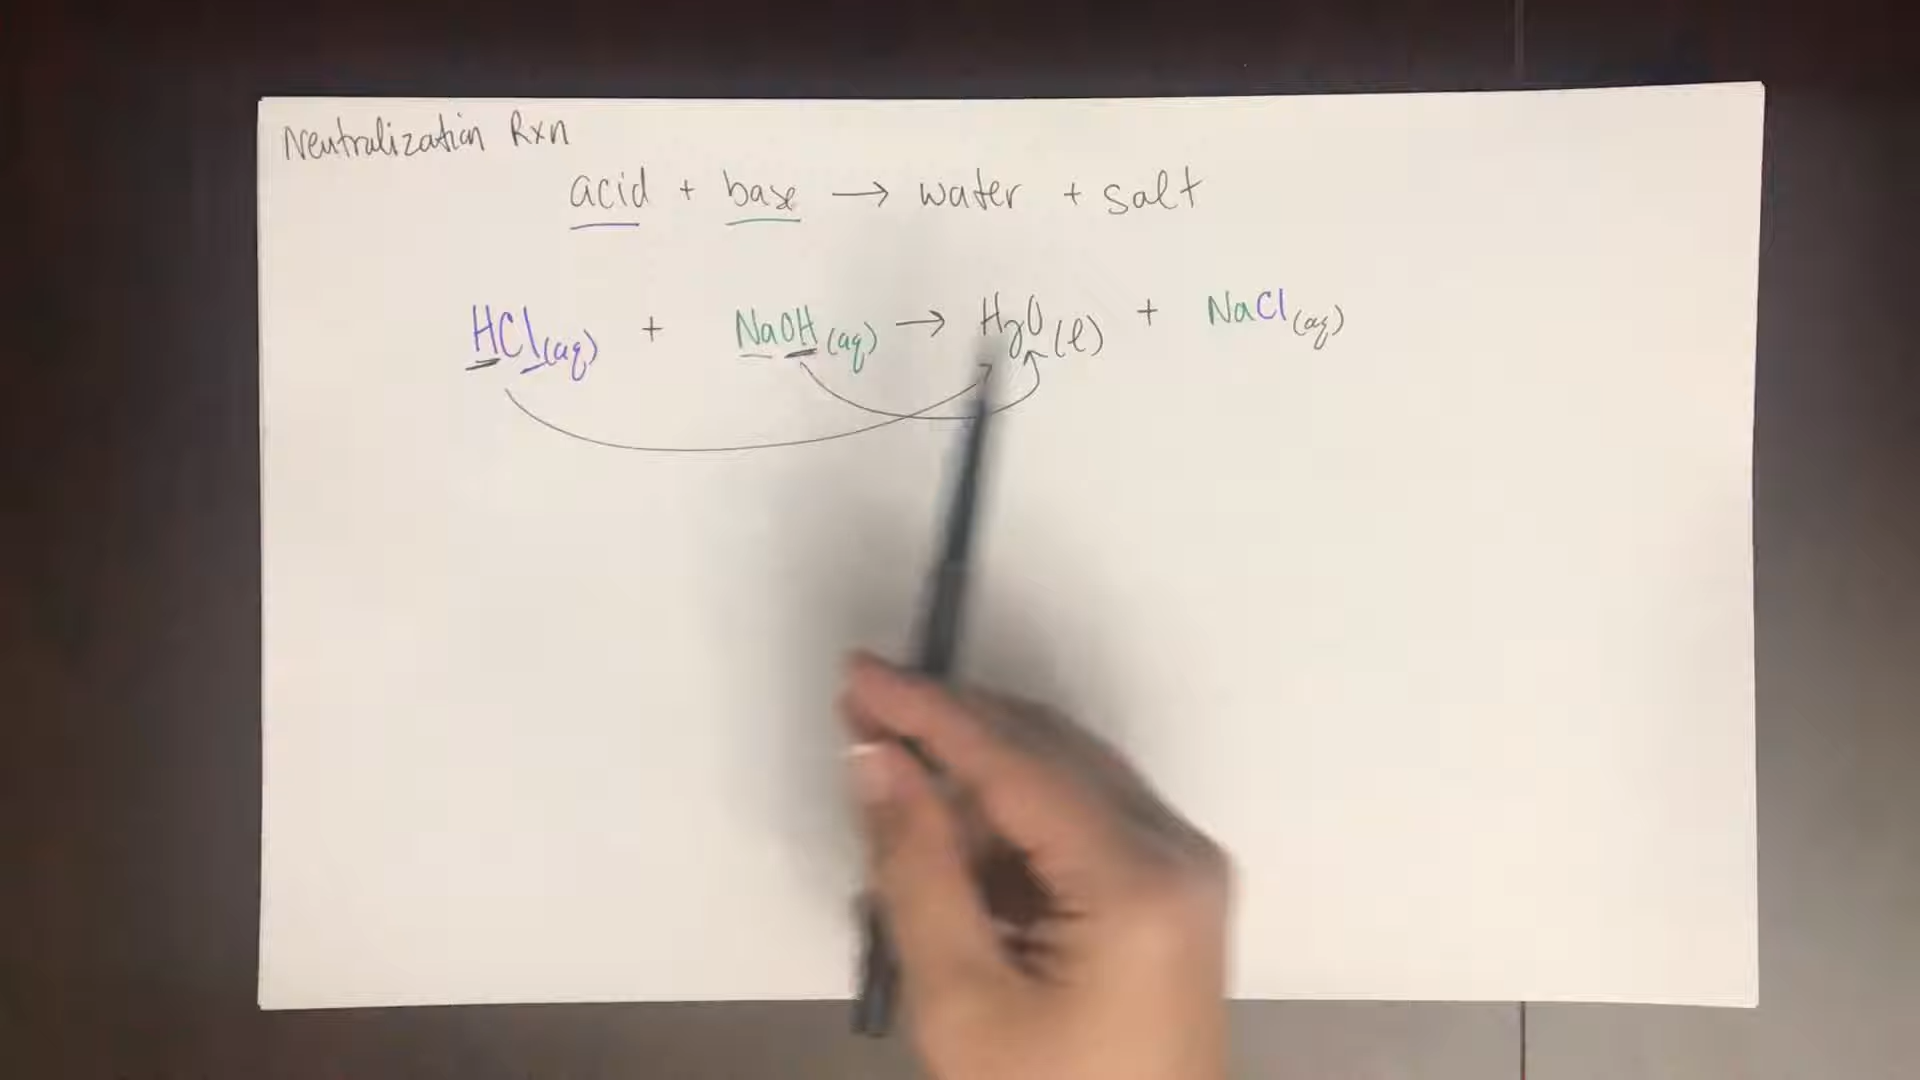 Neutralization Rxn
acid + base → water + salt
HCl(aq) + NaOH(aq) → H₂O(l) + NaCl(aq)